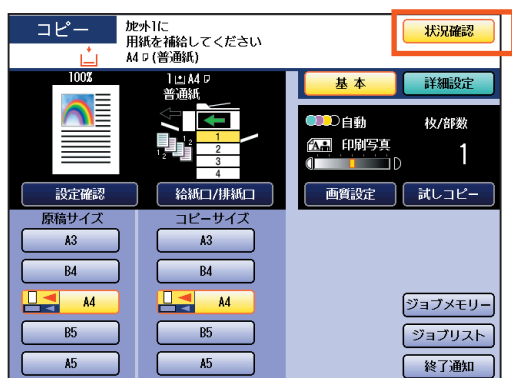 コピー
カセット1に
用紙を補給してください
A4 (普通紙)
状況確認
100%
1 A4
普通紙
1
2
3
4
1 2
1 2
設定確認
給紙口/排紙口
基本
詳細設定
自動
枚/部数
印刷写真
1
D
画質設定
試しコピー
原稿サイズ
コピーサイズ
A3
A3
B4
B4
A4
A4
B5
B5
A5
A5
ジョブメモリー
ジョブリスト
終了通知